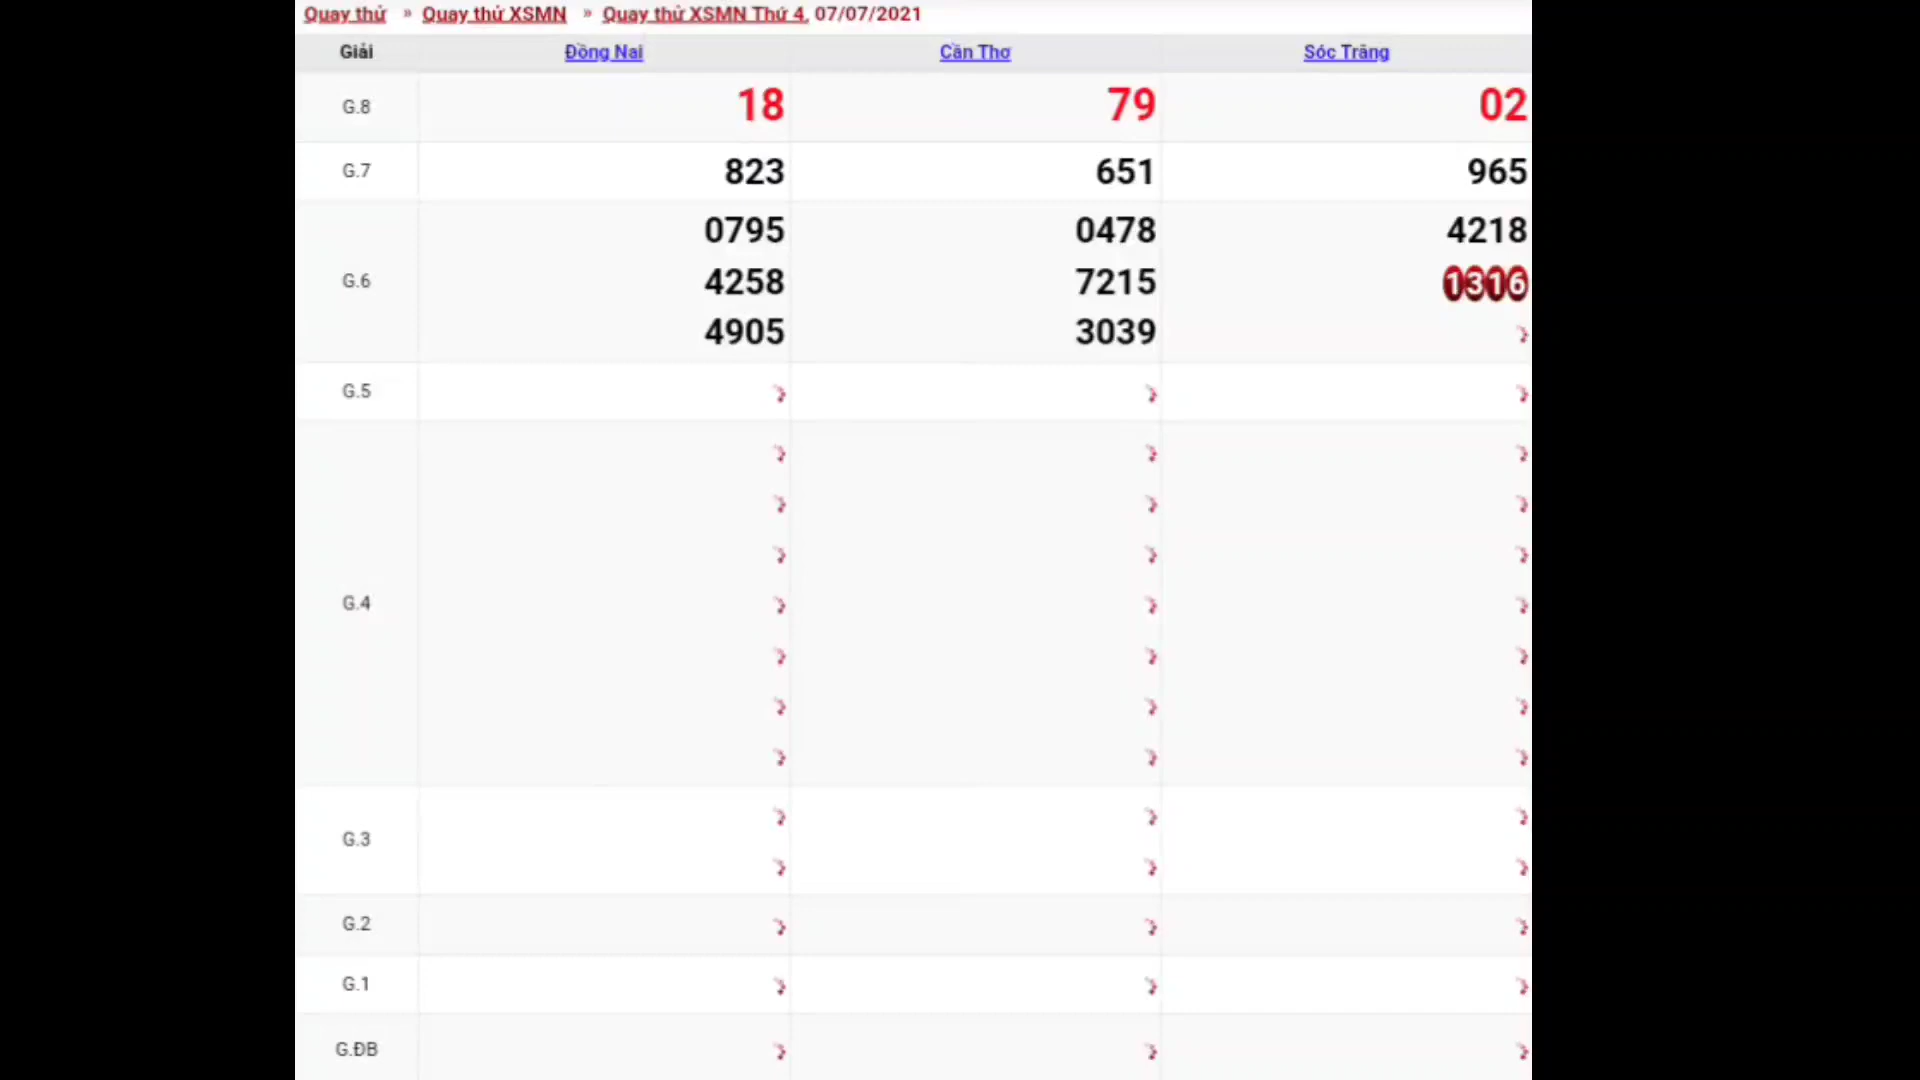 Quay thử » Quay thử XSMN » Quay thử XSMN Thứ 4, 07/07/2021
Giải Đồng Nai Cần Thơ Sóc Trăng
G.8 18 79 02
G.7 823 651 965
G.6 0795 0478 4218
4258 7215 1316
4905 3039
G.5
G.4
G.3
G.2
G.1
G.ĐB